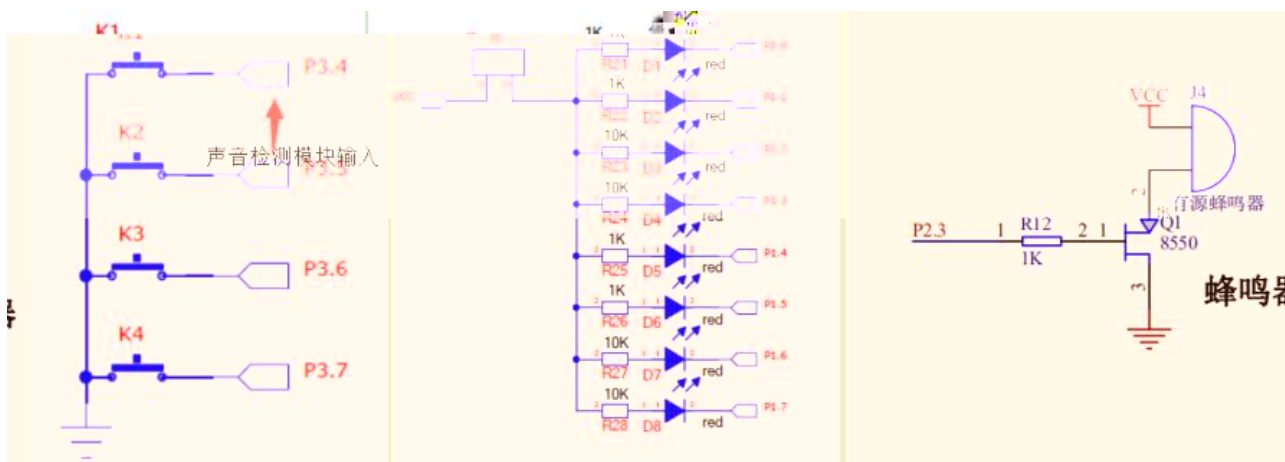 K1
P3.4
K2
声音检测模块输入
P3.5
K3
P3.6
K4
P3.7
VCC
1K
R21
D1
red
1K
R22
D2
red
10K
R23
D3
red
10K
R24
D4
red
1K
R25
D5
red
P1.4
1K
R26
D6
red
P1.5
10K
R27
D7
red
P1.6
10K
R28
D8
red
P1.7
VCC
J4
有源蜂鸣器
P2.3
1
R12
2
1
Q1
8550
1K
3
蜂鸣器